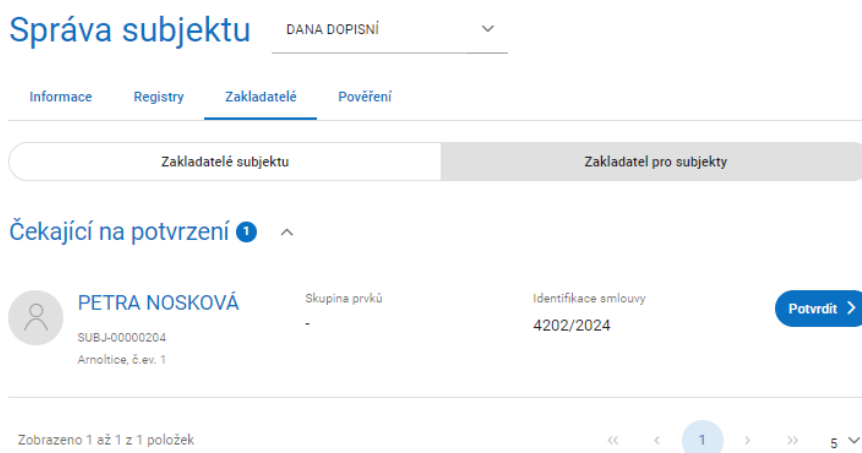 Správa subjektu DANA DOPISNÍ
Informace Registry Zakladatelé Pověření
Zakladatelé subjektu Zakladatel pro subjekty
Čekající na potvrzení 1
PETRA NOSKOVÁ Skupina prvků Identifikace smlouvy Potvrdit
- 4202/2024
SUBJ-00000204
Arnoltice, č.ev. 1
Zobrazeno 1 až 1 z 1 položek << < 1 > >> 5